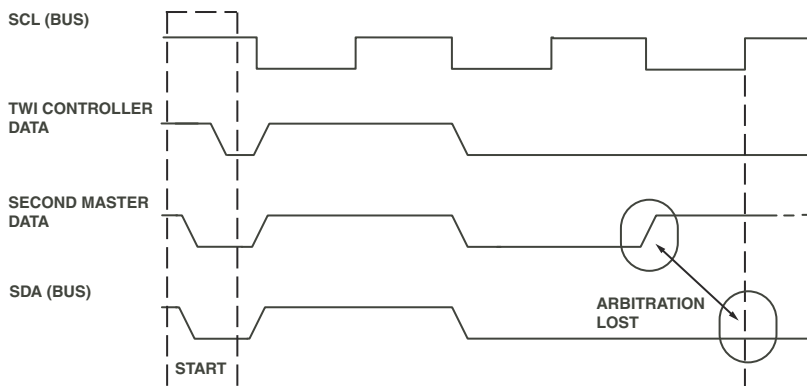 SCL (BUS)
TWI CONTROLLER
DATA
SECOND MASTER
DATA
SDA (BUS)
ARBITRATION
LOST
START